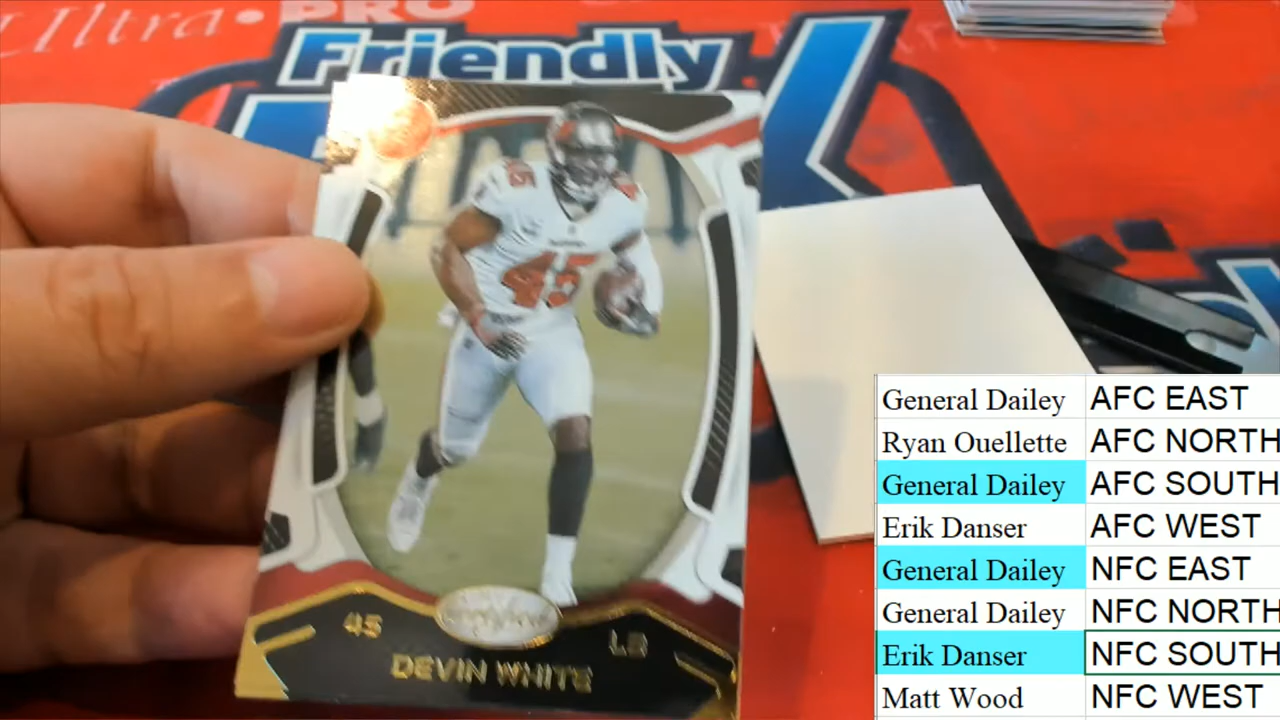 Ultra • PRO
Friendly
45
45
45 LB
DEVIN WHITE
General Dailey AFC EAST
Ryan Ouellette AFC NORTH
General Dailey AFC SOUTH
Erik Danser AFC WEST
General Dailey NFC EAST
General Dailey NFC NORTH
Erik Danser NFC SOUTH
Matt Wood NFC WEST